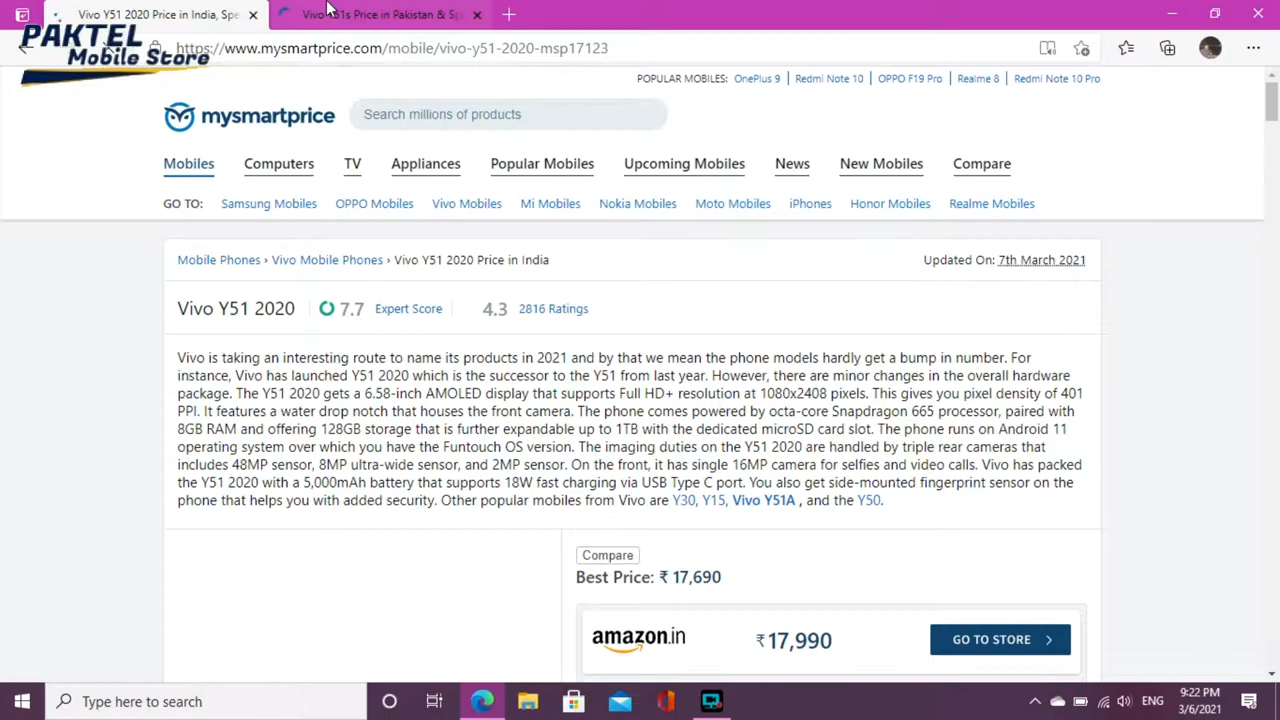 Vivo Y51 2020 Price in India, Spe
Price in Pakistan & Sp
PAKTEL
Mobile Store
https://www.mysmartprice.com/mobile/vivo-y51-2020-msp17123
POPULAR MOBILES: OnePlus 9 | Redmi Note 10 | OPPO F19 Pro | Realme 8 | Redmi Note 10 Pro
mysmartprice
Search millions of products
Mobiles Computers TV Appliances Popular Mobiles Upcoming Mobiles News New Mobiles Compare
GO TO: Samsung Mobiles OPPO Mobiles Vivo Mobiles Mi Mobiles Nokia Mobiles Moto Mobiles iPhones Honor Mobiles Realme Mobiles
Mobile Phones › Vivo Mobile Phones › Vivo Y51 2020 Price in India
Updated On: 7th March 2021
Vivo Y51 2020 7.7 Expert Score 4.3 2816 Ratings
Vivo is taking an interesting route to name its products in 2021 and by that we mean the phone models hardly get a bump in number. For
instance, Vivo has launched Y51 2020 which is the successor to the Y51 from last year. However, there are minor changes in the overall hardware
package. The Y51 2020 gets a 6.58-inch AMOLED display that supports Full HD+ resolution at 1080x2408 pixels. This gives you pixel density of 401
PPI. It features a water drop notch that houses the front camera. The phone comes powered by octa-core Snapdragon 665 processor, paired with
8GB RAM and offering 128GB storage that is further expandable up to 1TB with the dedicated microSD card slot. The phone runs on Android 11
operating system over which you have the Funtouch OS version. The imaging duties on the Y51 2020 are handled by triple rear cameras that
includes 48MP sensor, 8MP ultra-wide sensor, and 2MP sensor. On the front, it has single 16MP camera for selfies and video calls. Vivo has packed
the Y51 2020 with a 5,000mAh battery that supports 18W fast charging via USB Type C port. You also get side-mounted fingerprint sensor on the
phone that helps you with added security. Other popular mobiles from Vivo are Y30, Y15, Vivo Y51A , and the Y50.
Compare
Best Price: ₹ 17,690
amazon.in ₹17,990 GO TO STORE
Type here to search
ENG
9:22 PM
3/6/2021